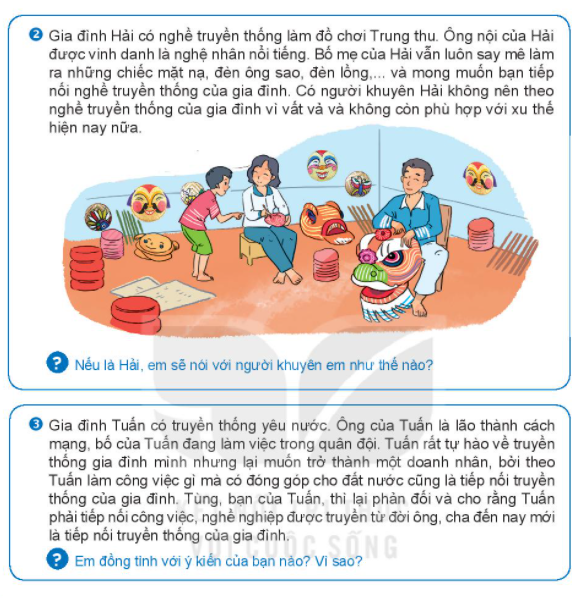 2 Gia đình Hải có nghề truyền thống làm đồ chơi Trung thu. Ông nội của Hải
được vinh danh là nghệ nhân nổi tiếng. Bố mẹ của Hải vẫn luôn say mê làm
ra những chiếc mặt nạ, đèn ông sao, đèn lồng,... và mong muốn bạn tiếp
nối nghề truyền thống của gia đình. Có người khuyên Hải không nên theo
nghề truyền thống của gia đình vì vất vả và không còn phù hợp với xu thế
hiện nay nữa.
? Nếu là Hải, em sẽ nói với người khuyên em như thế nào?
3 Gia đình Tuấn có truyền thống yêu nước. Ông của Tuấn là lão thành cách
mạng, bố của Tuấn đang làm việc trong quân đội. Tuấn rất tự hào về truyền
thống gia đình mình nhưng lại muốn trở thành một doanh nhân, bởi theo
Tuấn làm công việc gì mà có đóng góp cho đất nước cũng là tiếp nối truyền
thống của gia đình. Tùng, bạn của Tuấn, thì lại phản đối và cho rằng Tuấn
phải tiếp nối công việc, nghề nghiệp được truyền từ đời ông, cha đến nay mới
là tiếp nối truyền thống của gia đình.
VỚI CUỘC SỐNG
? Em đồng tình với ý kiến của bạn nào? Vì sao?